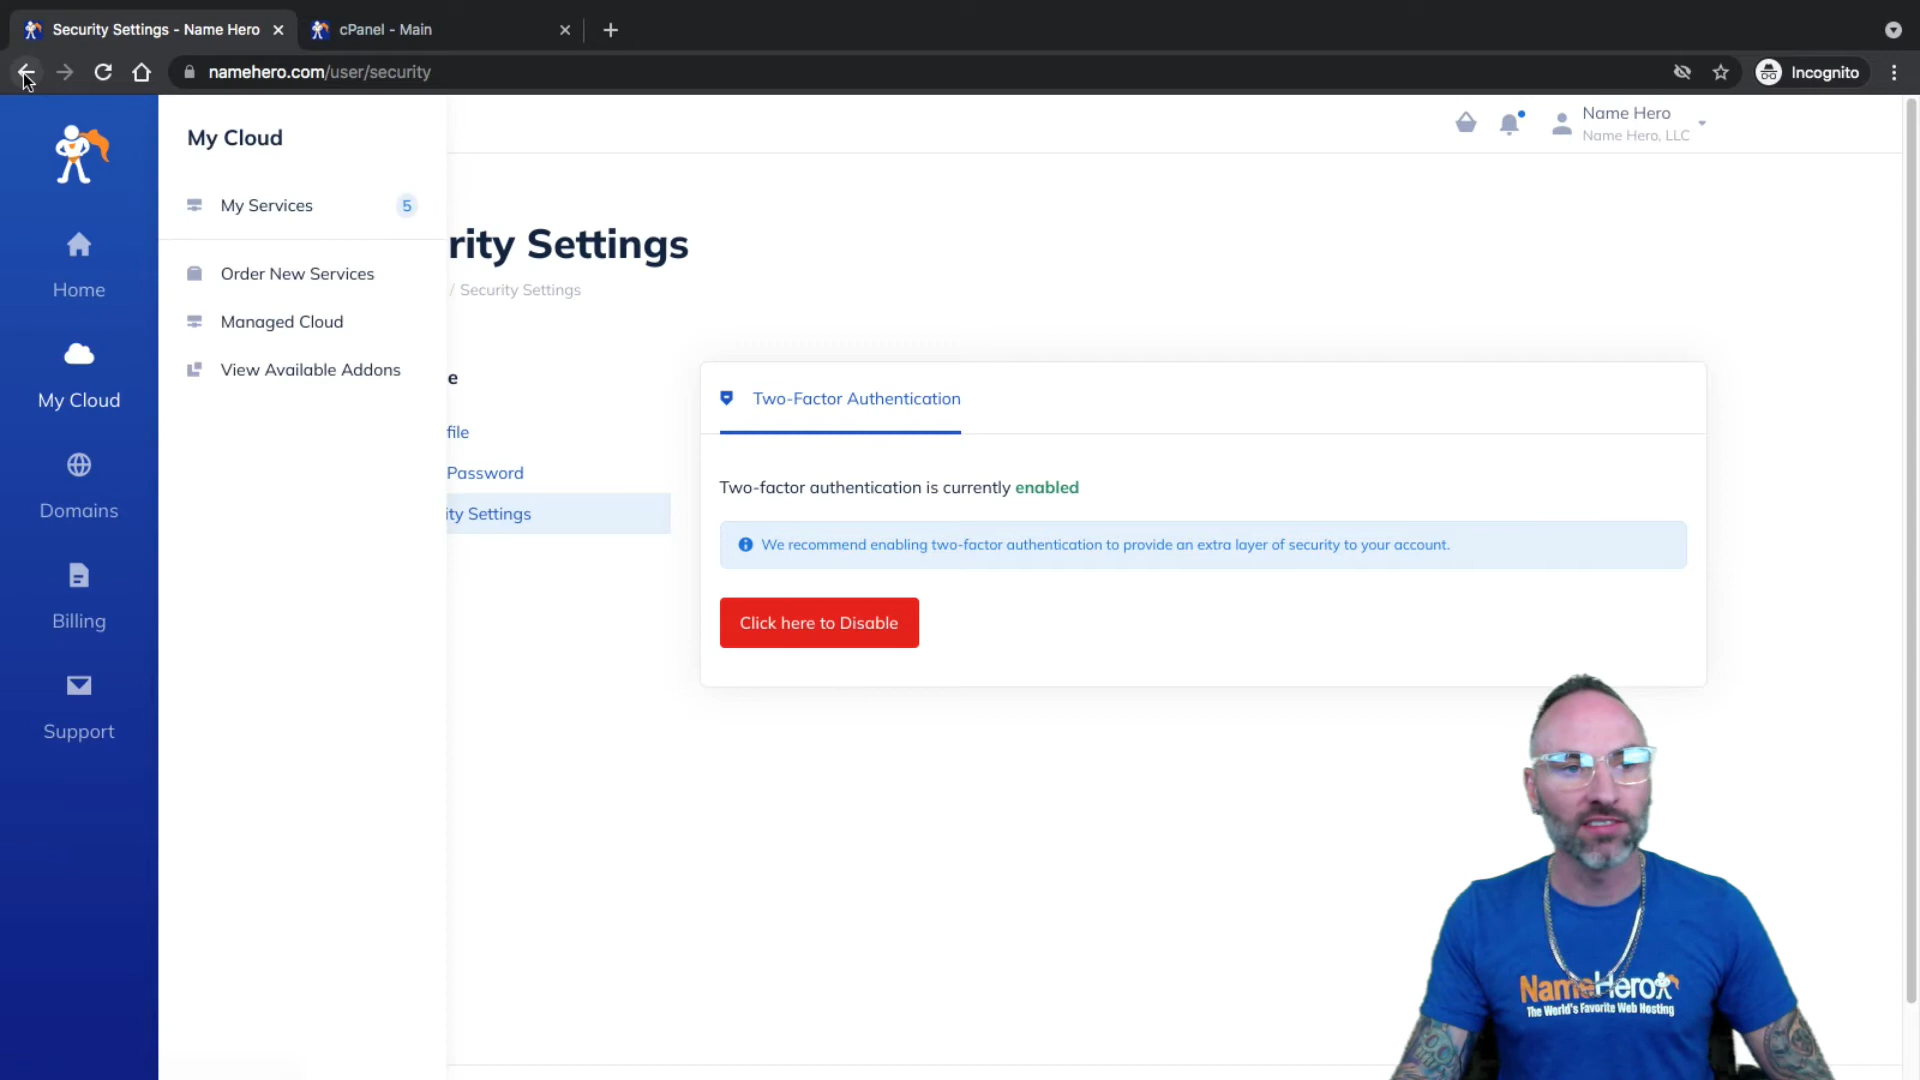 Security Settings - Name Hero
cPanel - Main
namehero.com/user/security
Incognito
My Cloud
Name Hero
Name Hero, LLC
My Services 5
Order New Services
Managed Cloud
View Available Addons
Home
My Cloud
Domains
Billing
Support
rity Settings
/ Security Settings
e
file
Password
ity Settings
Two-Factor Authentication
Two-factor authentication is currently enabled
We recommend enabling two-factor authentication to provide an extra layer of security to your account.
Click here to Disable
NameHero
The World's Favorite Web Hosting